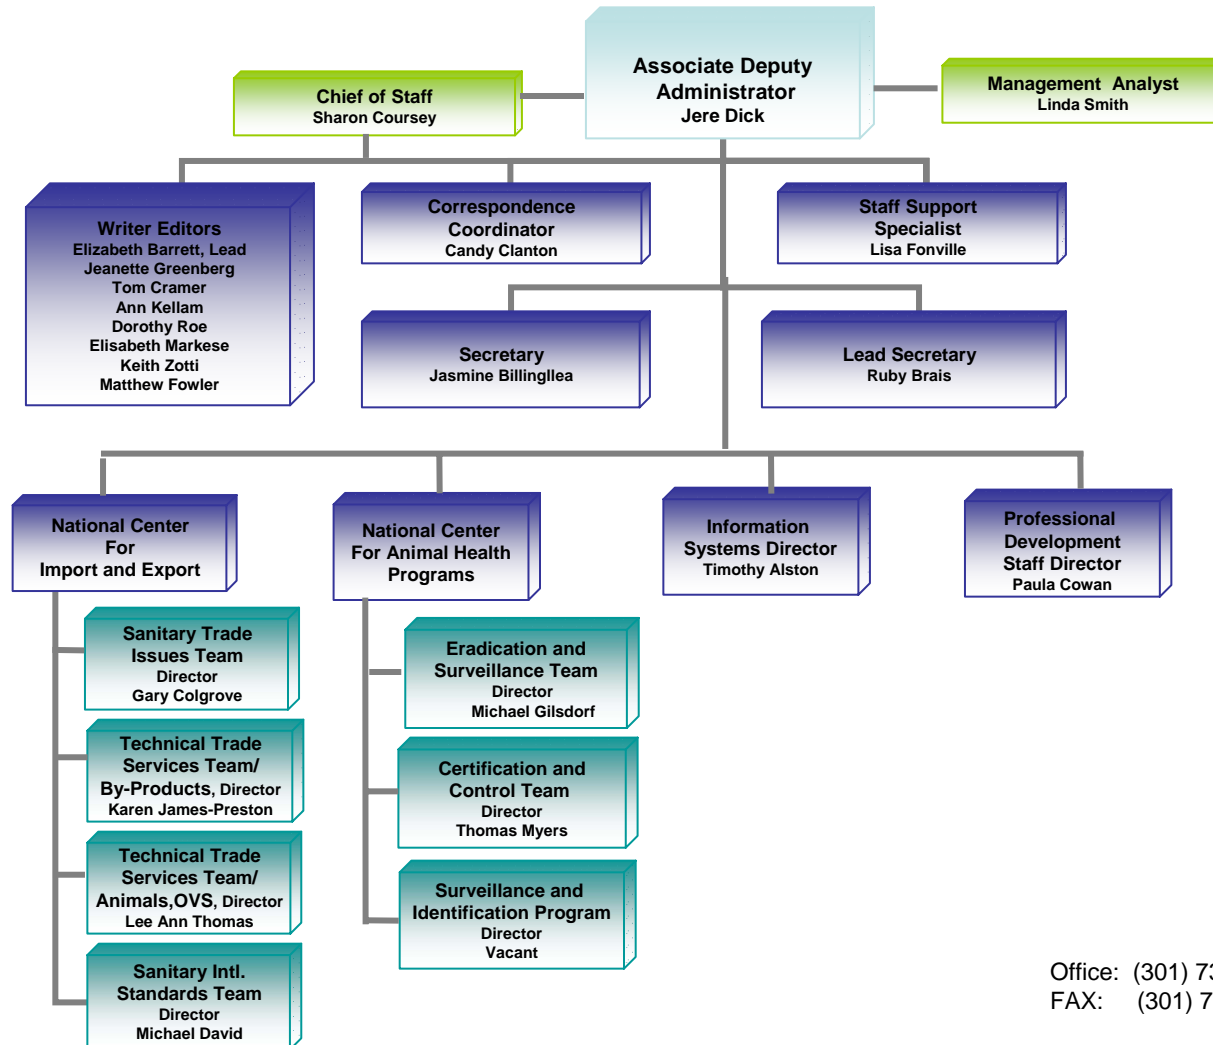 Associate Deputy
Administrator
Jere Dick
Chief of Staff
Sharon Coursey
Management  Analyst
Linda Smith
Writer Editors
Elizabeth Barrett, Lead
Jeanette Greenberg
Tom Cramer
Ann Kellam
Dorothy Roe
Elisabeth Markese
Keith Zotti
Matthew Fowler
Correspondence
Coordinator
Candy Clanton
Staff Support
Specialist
Lisa Fonville
Secretary
Jasmine Billingllea
Lead Secretary
Ruby Brais
National Center
For
Import and Export
National Center
For Animal Health
Programs
Information
Systems Director
Timothy Alston
Professional
Development
Staff Director
Paula Cowan
Sanitary Trade
Issues Team
Director
Gary Colgrove
Technical Trade
Services Team/
By-Products, Director
Karen James-Preston
Technical Trade
Services Team/
Animals,OVS, Director
Lee Ann Thomas
Sanitary Intl.
Standards Team
Director
Michael David
Eradication and
Surveillance Team
Director
Michael Gilsdorf
Certification and
Control Team
Director
Thomas Myers
Surveillance and
Identification Program
Director
Vacant
Office: (301) 73
FAX: (301) 7